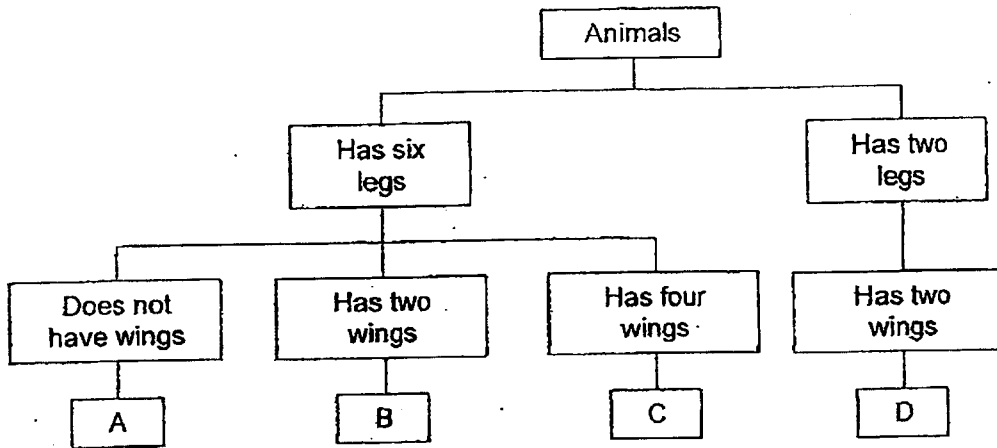 Animals
Has six
legs
Has two
legs
Does not
have wings
Has two
wings
Has four
wings
Has two
wings
A
B
C
D